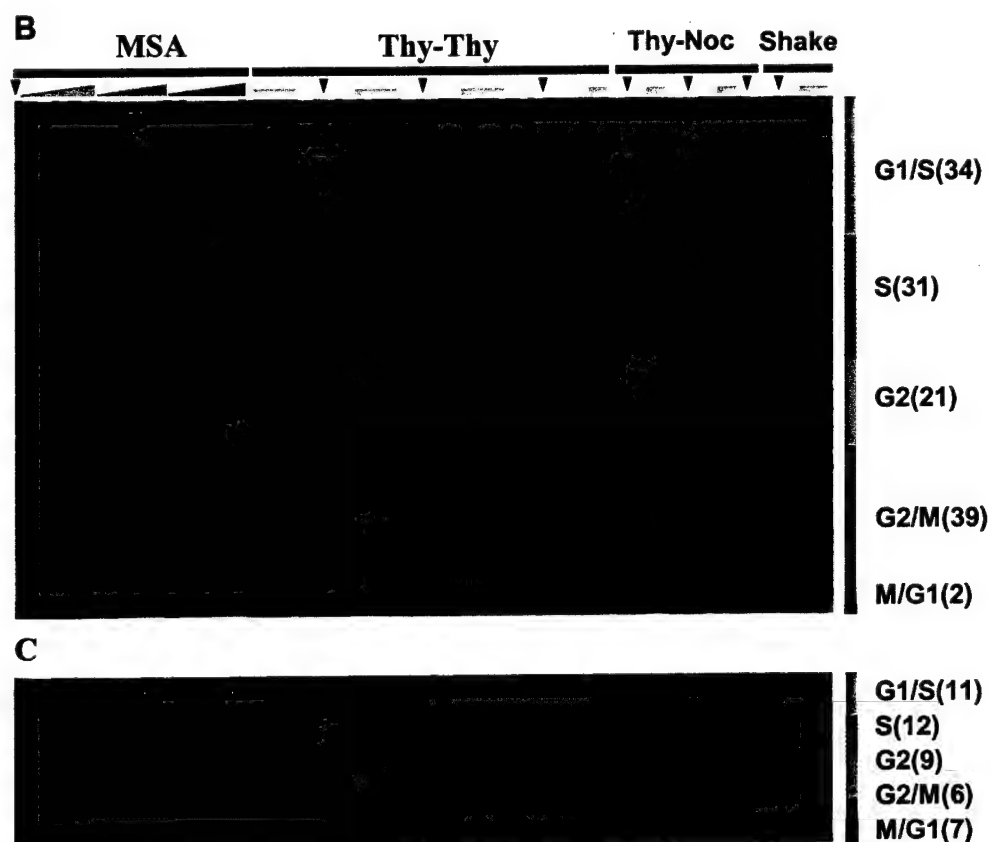 B
MSA Thy-Thy Thy-Noc Shake
G1/S(34)
S(31)
G2(21)
G2/M(39)
M/G1(2)
C
G1/S(11)
S(12)
G2(9)
G2/M(6)
M/G1(7)